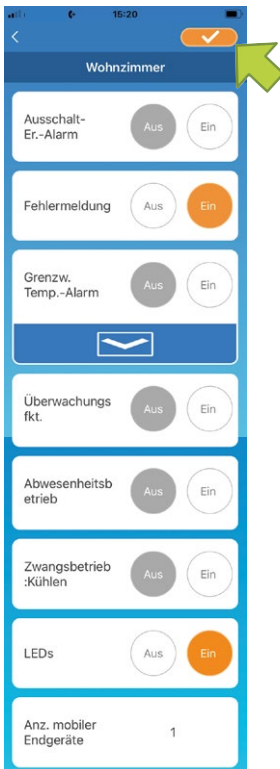 15:20
Wohnzimmer
Ausschalt-
Er.-Alarm
Aus Ein
Fehlermeldung
Aus Ein
Grenzw.
Temp.-Alarm
Aus Ein
Überwachungs
fkt.
Aus Ein
Abwesenheitsb
etrieb
Aus Ein
Zwangsbetrieb
:Kühlen
Aus Ein
LEDs
Aus Ein
Anz. mobiler
Endgeräte
1